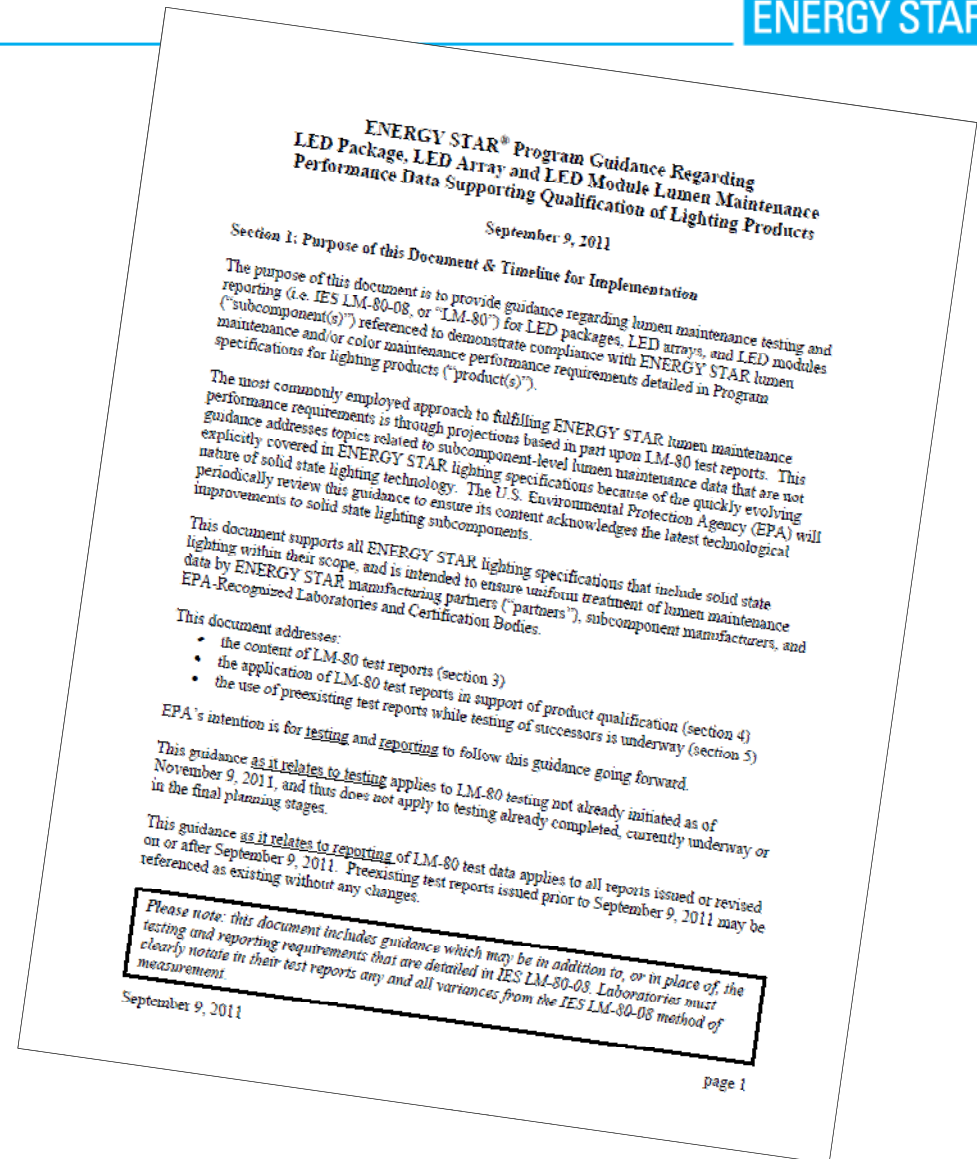 ENERGY STAR
ENERGY STAR® Program Guidance Regarding
LED Package, LED Array and LED Module Lumen Maintenance
Performance Data Supporting Qualification of Lighting Products
September 9, 2011
Section 1: Purpose of this Document & Timeline for Implementation
The purpose of this document is to provide guidance regarding lumen maintenance testing and
reporting (i.e. IES LM-80-08, or “LM-80”) for LED packages, LED arrays, and LED modules
(“subcomponent(s)”) referenced to demonstrate compliance with ENERGY STAR lumen
maintenance and/or color maintenance performance requirements detailed in Program
specifications for lighting products (“product(s)”).
The most commonly employed approach to fulfilling ENERGY STAR lumen maintenance
performance requirements is through projections based in part upon LM-80 test reports. This
guidance addresses topics related to subcomponent-level lumen maintenance data that are not
explicitly covered in ENERGY STAR lighting specifications because of the quickly evolving
nature of solid state lighting technology. The U.S. Environmental Protection Agency (EPA) will
periodically review this guidance to ensure its content acknowledges the latest technological
improvements to solid state lighting subcomponents.
This document supports all ENERGY STAR lighting specifications that include solid state
lighting within their scope, and is intended to ensure uniform treatment of lumen maintenance
data by ENERGY STAR manufacturing partners (“partners”), subcomponent manufacturers, and
EPA-Recognized Laboratories and Certification Bodies.
This document addresses:
• the content of LM-80 test reports (section 3)
• the application of LM-80 test reports in support of product qualification (section 4)
• the use of preexisting test reports while testing of successors is underway (section 5)
EPA’s intention is for testing and reporting to follow this guidance going forward.
This guidance as it relates to testing applies to LM-80 testing not already initiated as of
November 9, 2011, and thus does not apply to testing already completed, currently underway or
in the final planning stages.
This guidance as it relates to reporting of LM-80 test data applies to all reports issued or revised
on or after September 9, 2011. Preexisting test reports issued prior to September 9, 2011 may be
referenced as existing without any changes.
Please note: this document includes guidance which may be in addition to, or in place of, the
testing and reporting requirements that are detailed in IES LM-80-08. Laboratories must
clearly notate in their test reports any and all variances from the IES LM-80-08 method of
measurement.
September 9, 2011
page 1